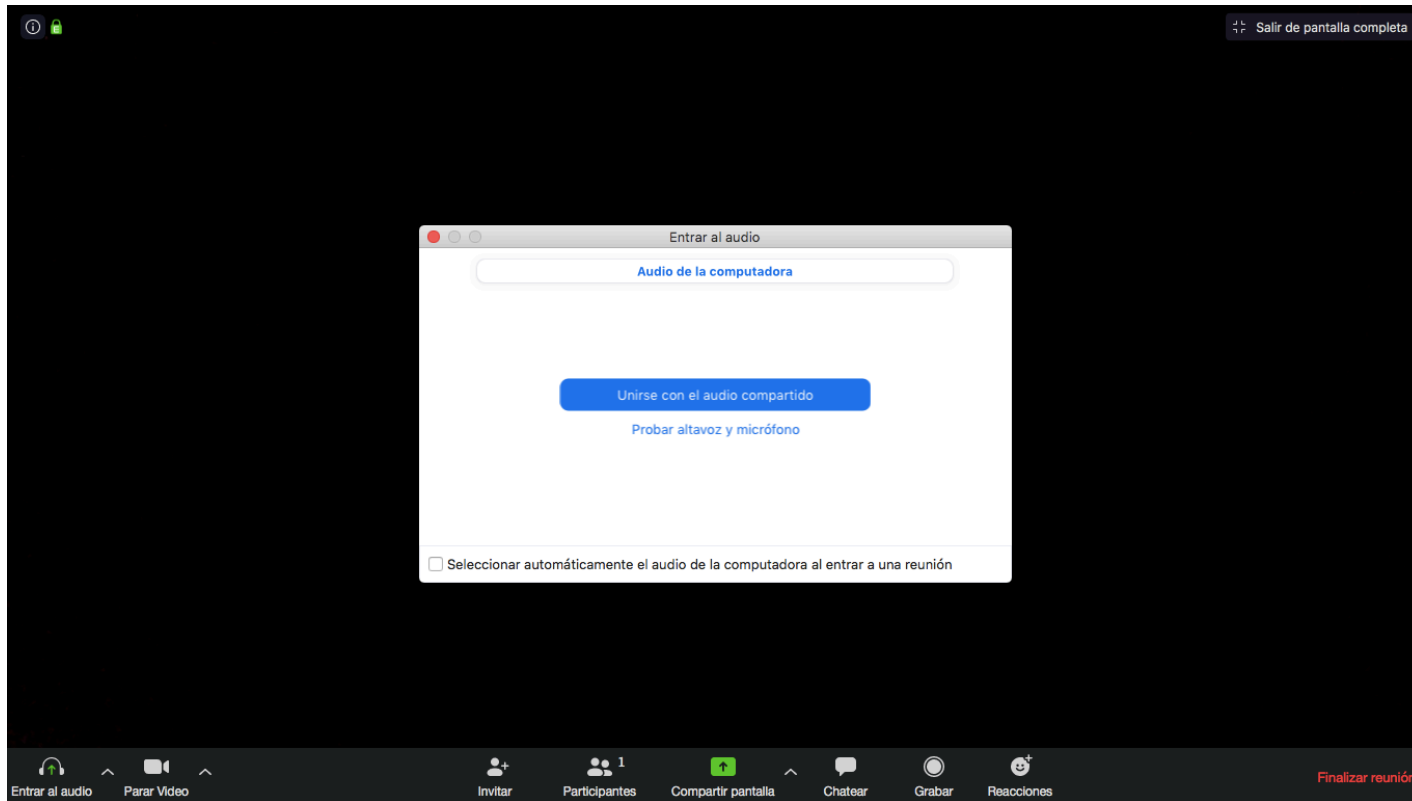 Salir de pantalla completa
Entrar al audio
Audio de la computadora
Unirse con el audio compartido
Probar altavoz y micrófono
Seleccionar automáticamente el audio de la computadora al entrar a una reunión
1
Entrar al audio Parar Video Invitar Participantes Compartir pantalla Chatear Grabar Reacciones Finalizar reunión